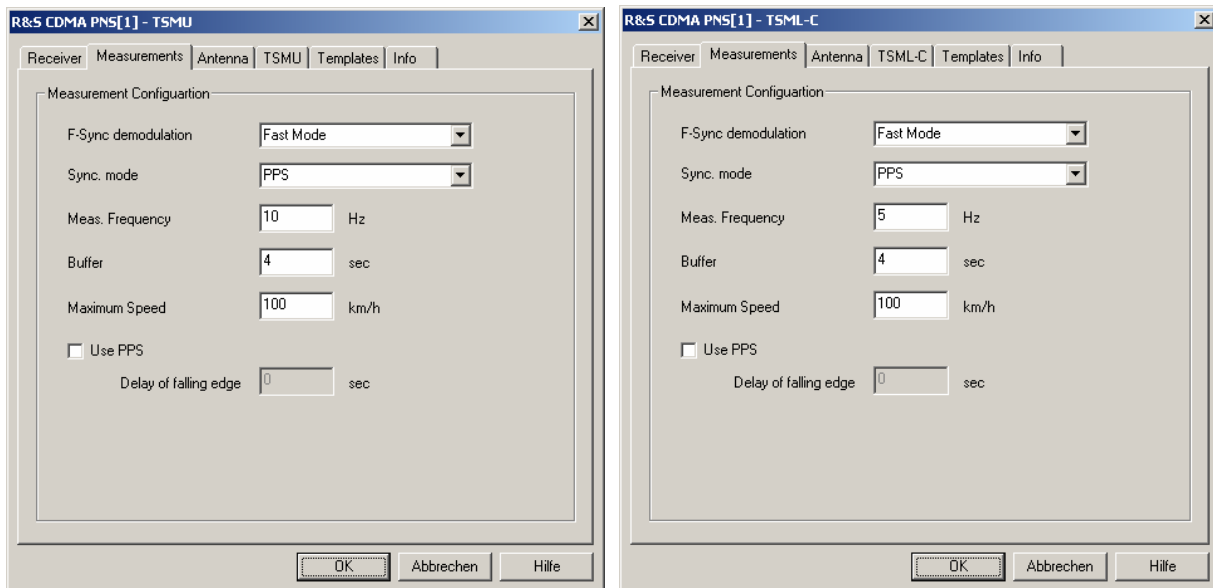 R&S CDMA PNS[1] - TSMU
Receiver Measurements Antenna TSMU Templates Info
Measurement Configuartion
F-Sync demodulation Fast Mode
Sync. mode PPS
Meas. Frequency 10 Hz
Buffer 4 sec
Maximum Speed 100 km/h
Use PPS
Delay of falling edge 0 sec
OK Abbrechen Hilfe
R&S CDMA PNS[1] - TSML-C
Receiver Measurements Antenna TSML-C Templates Info
Measurement Configuartion
F-Sync demodulation Fast Mode
Sync. mode PPS
Meas. Frequency 5 Hz
Buffer 4 sec
Maximum Speed 100 km/h
Use PPS
Delay of falling edge 0 sec
OK Abbrechen Hilfe